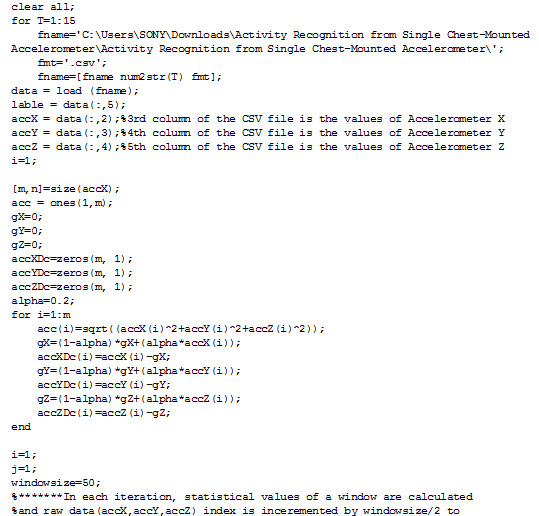 clear all;
for T=1:15
fname='C:\Users\SONY\Downloads\Activity Recognition from Single Chest-Mounted
Accelerometer\Activity Recognition from Single Chest-Mounted Accelerometer\';
fmt='.csv';
fname=[fname num2str(T) fmt];
data = load (fname);
lable = data(:,5);
accX = data(:,2);%3rd column of the CSV file is the values of Accelerometer X
accY = data(:,3);%4th column of the CSV file is the values of Accelerometer Y
accZ = data(:,4);%5th column of the CSV file is the values of Accelerometer Z
i=1;
[m,n]=size(accX);
acc = ones(1,m);
gX=0;
gY=0;
gZ=0;
accXDc=zeros(m, 1);
accYDc=zeros(m, 1);
accZDc=zeros(m, 1);
alpha=0.2;
for i=1:m
acc(i)=sqrt((accX(i)^2+accY(i)^2+accZ(i)^2));
gX=(1-alpha)*gX+(alpha*accX(i));
accXDc(i)=accX(i)-gX;
gY=(1-alpha)*gY+(alpha*accY(i));
accYDc(i)=accY(i)-gY;
gZ=(1-alpha)*gZ+(alpha*accZ(i));
accZDc(i)=accZ(i)-gZ;
end
i=1;
j=1;
windowsize=50;
%*******In each iteration, statistical values of a window are calculated
%and raw data(accX,accY,accZ) index is inceremented by windowsize/2 to